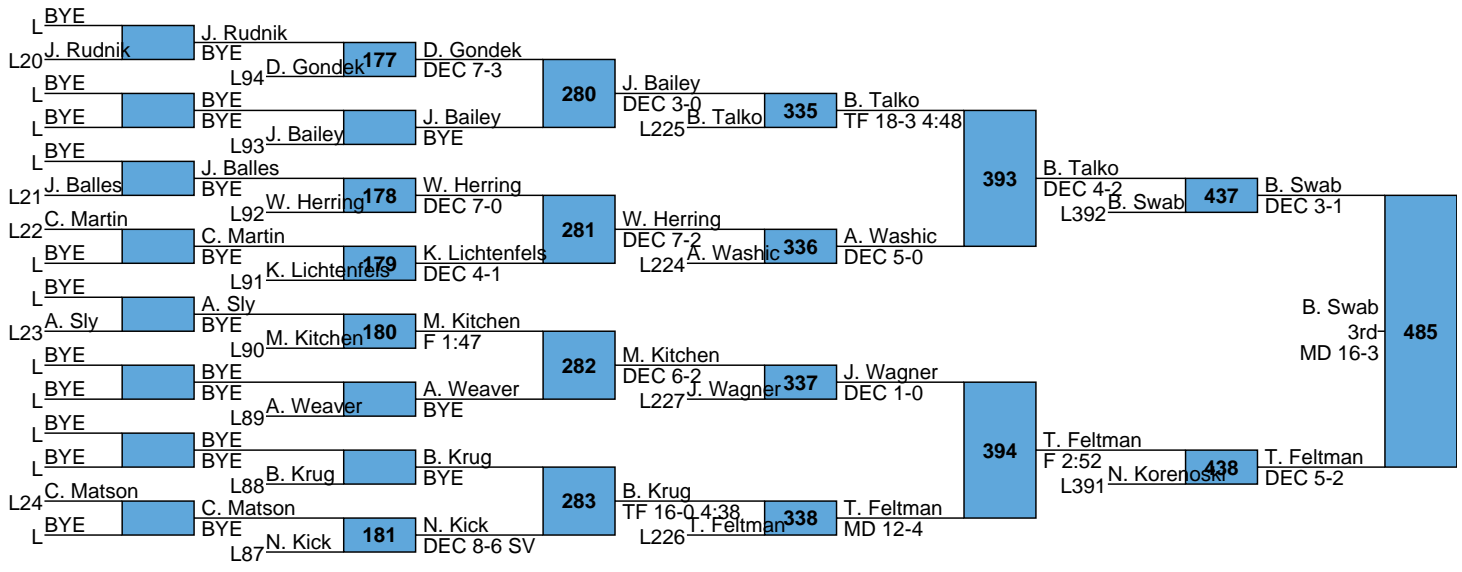 BYE
L
J. Rudnik
L20
J. Rudnik
BYE
D. Gondek
L94
177
D. Gondek
DEC 7-3
BYE
L
BYE
L
BYE
BYE
J. Bailey
L93
J. Bailey
BYE
280
J. Bailey
DEC 3-0
B. Talko
L225
335
B. Talko
TF 18-3 4:48
BYE
L
J. Balles
L21
J. Balles
BYE
W. Herring
L92
178
W. Herring
DEC 7-0
C. Martin
L22
BYE
L
C. Martin
BYE
K. Lichtenfels
L91
179
K. Lichtenfels
DEC 4-1
281
W. Herring
DEC 7-2
A. Washic
L224
336
A. Washic
DEC 5-0
393
B. Talko
DEC 4-2
B. Swab
L392
437
B. Swab
DEC 3-1
BYE
L
A. Sly
L23
A. Sly
BYE
M. Kitchen
L90
180
M. Kitchen
F 1:47
BYE
L
BYE
L
BYE
BYE
A. Weaver
L89
A. Weaver
BYE
282
M. Kitchen
DEC 6-2
J. Wagner
L227
337
J. Wagner
DEC 1-0
BYE
L
BYE
L
BYE
BYE
B. Krug
L88
B. Krug
BYE
C. Matson
L24
BYE
L
C. Matson
BYE
N. Kick
L87
181
N. Kick
DEC 8-6 SV
283
B. Krug
TF 16-0 4:38
T. Feltman
L226
338
T. Feltman
MD 12-4
394
T. Feltman
F 2:52
N. Korenoski
L391
438
T. Feltman
DEC 5-2
B. Swab
3rd
MD 16-3
485